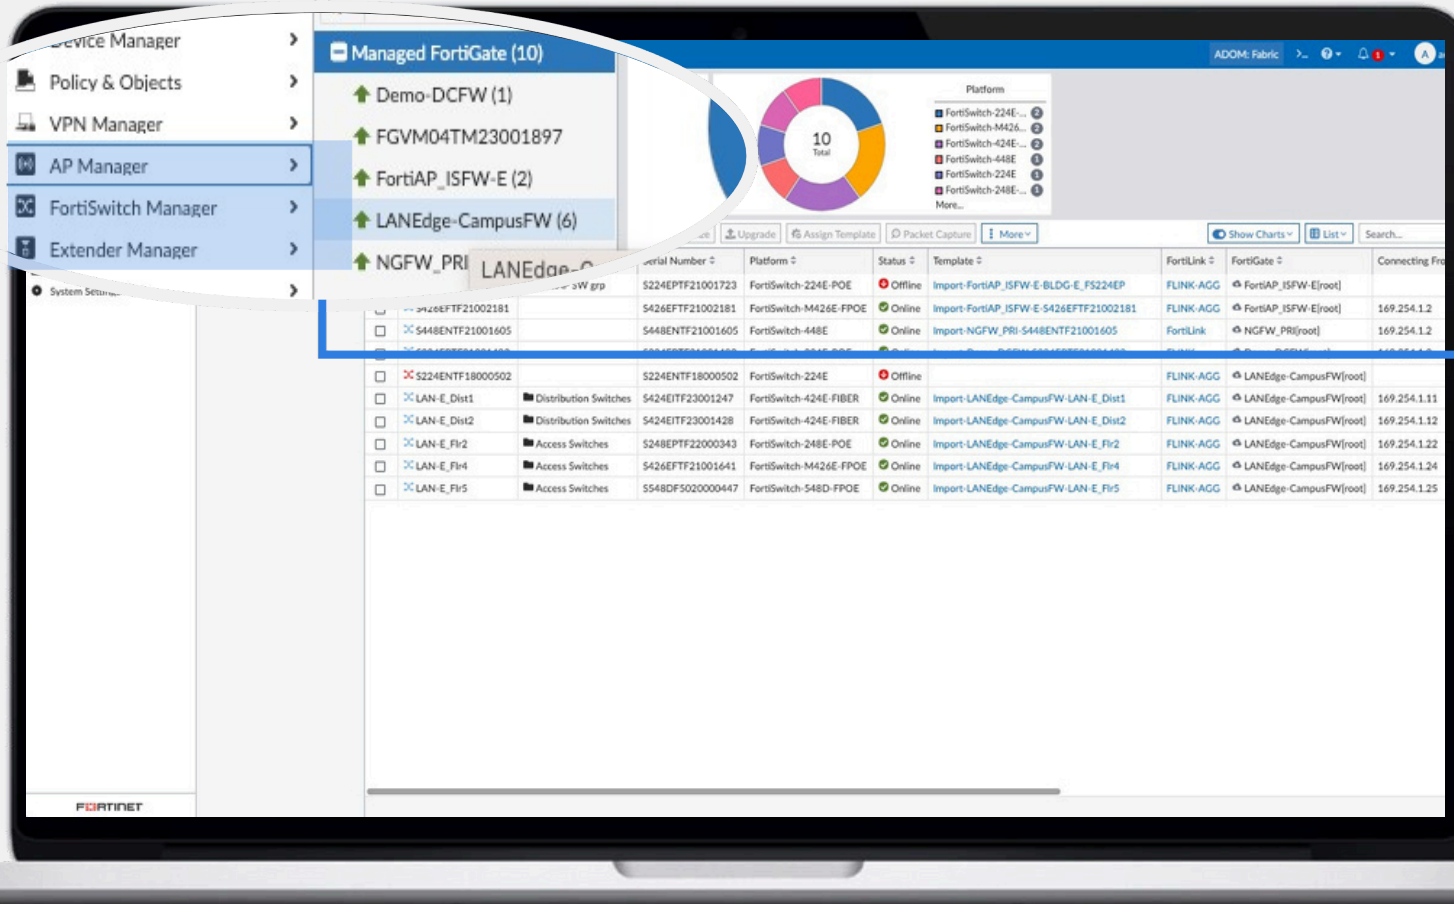 Device Manager
Policy & Objects
VPN Manager
AP Manager
FortiSwitch Manager
Extender Manager
System
Managed FortiGate (10)
Demo-DCFW (1)
FGVM04TM23001897
FortiAP_ISFW-E (2)
LANEdge-CampusFW (6)
NGFW_PRI
ADOM: Fabric
1
A
10
Total
Platform
FortiSwitch-224E-... 2
FortiSwitch-M426... 2
FortiSwitch-424E-... 2
FortiSwitch-448E 1
FortiSwitch-224E 1
FortiSwitch-248E-... 1
More...
Upgrade Assign Template Packet Capture More Show Charts List Search...
Serial Number Platform Status Template FortiLink FortiGate Connecting Fro
SW grp S224EPTF21001723 FortiSwitch-224E-POE Offline Import-FortiAP_ISFW-E-BLDG-E_FS224EP FLINK-AGG FortiAP_ISFW-E[root]
S426EFTF21002181 S426EFTF21002181 FortiSwitch-M426E-FPOE Online Import-FortiAP_ISFW-E-S426EFTF21002181 FLINK-AGG FortiAP_ISFW-E[root] 169.254.1.2
S448ENTF21001605 S448ENTF21001605 FortiSwitch-448E Online Import-NGFW_PRI-S448ENTF21001605 FortiLink NGFW_PRI[root] 169.254.1.2
S224ENTF18000502 S224ENTF18000502 FortiSwitch-224E Offline FLINK-AGG LANEdge-CampusFW[root]
LAN-E_Dist1 Distribution Switches S424EITF23001247 FortiSwitch-424E-FIBER Online Import-LANEdge-CampusFW-LAN-E_Dist1 FLINK-AGG LANEdge-CampusFW[root] 169.254.1.11
LAN-E_Dist2 Distribution Switches S424EITF23001428 FortiSwitch-424E-FIBER Online Import-LANEdge-CampusFW-LAN-E_Dist2 FLINK-AGG LANEdge-CampusFW[root] 169.254.1.12
LAN-E_Flr2 Access Switches S248EPTF22000343 FortiSwitch-248E-POE Online Import-LANEdge-CampusFW-LAN-E_Flr2 FLINK-AGG LANEdge-CampusFW[root] 169.254.1.22
LAN-E_Flr4 Access Switches S426EFTF21001641 FortiSwitch-M426E-FPOE Online Import-LANEdge-CampusFW-LAN-E_Flr4 FLINK-AGG LANEdge-CampusFW[root] 169.254.1.24
LAN-E_Flr5 Access Switches S548DF5020000447 FortiSwitch-548D-FPOE Online Import-LANEdge-CampusFW-LAN-E_Flr5 FLINK-AGG LANEdge-CampusFW[root] 169.254.1.25
FORTINET